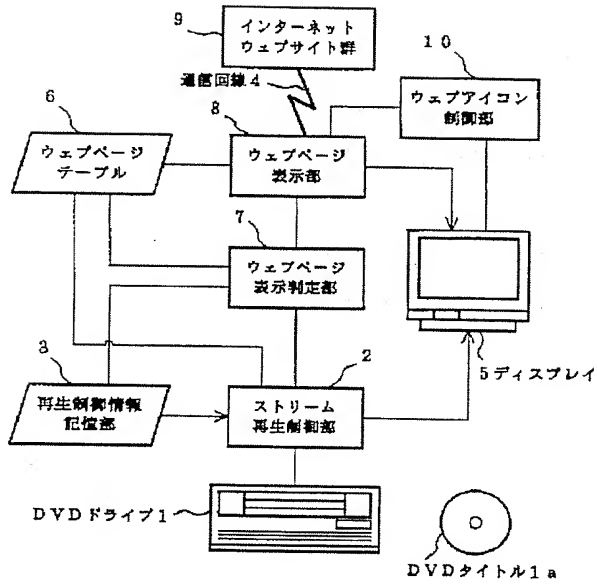 9
インターネット
ウェブサイト群
通信回線4
10
ウェブアイコン
制御部
6
ウェブページ
テーブル
8
ウェブページ
表示部
7
ウェブページ
表示判定部
5ディスプレイ
3
再生制御情報
記憶部
2
ストリーム
再生制御部
DVDドライブ1
DVDタイトル1a